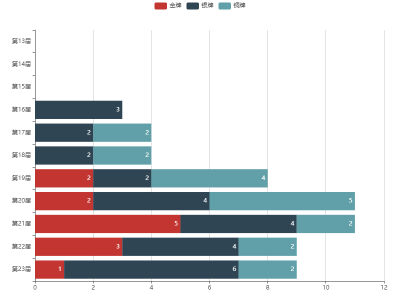 金牌 银牌 铜牌
第13届
第14届
第15届
第16届 3
第17届 2 2
第18届 2 2
第19届 2 2 4
第20届 2 4 5
第21届 5 4 2
第22届 3 4 2
第23届 1 6 2
0 2 4 6 8 10 12